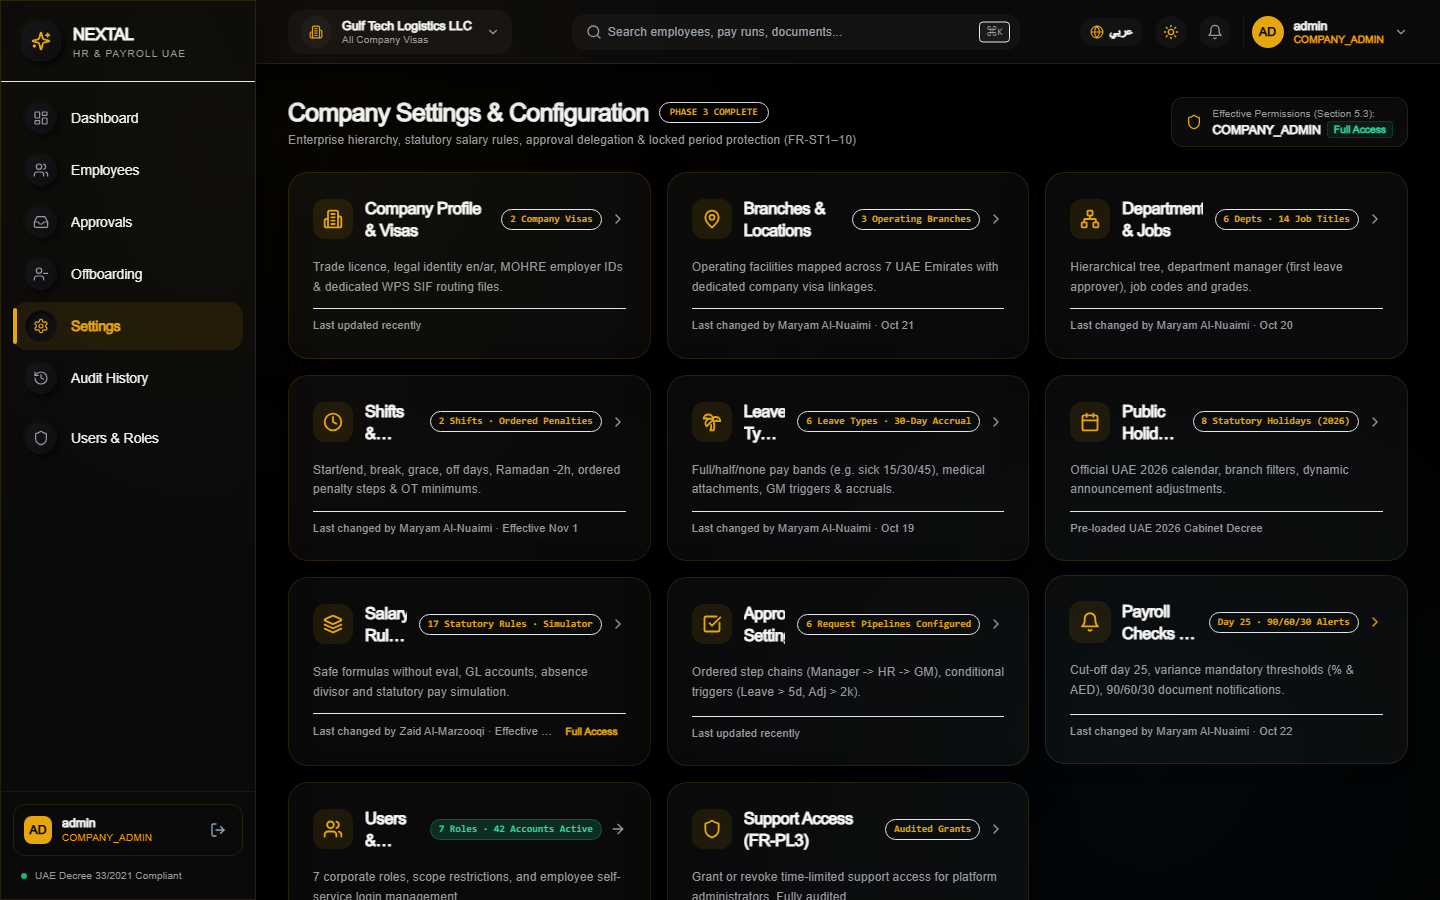 NEXTAL
HR & PAYROLL UAE
Dashboard
Employees
Approvals
Offboarding
Settings
Audit History
Users & Roles
AD
admin
COMPANY_ADMIN
UAE Decree 33/2021 Compliant
Gulf Tech Logistics LLC
All Company Visas
Search employees, pay runs, documents...
⌘K
عربي
AD
admin
COMPANY_ADMIN
Company Settings & Configuration
PHASE 3 COMPLETE
Enterprise hierarchy, statutory salary rules, approval delegation & locked period protection (FR-ST1–10)
Effective Permissions (Section 5.3):
COMPANY_ADMIN Full Access
Company Profile
& Visas
2 Company Visas
Trade licence, legal identity en/ar, MOHRE employer IDs
& dedicated WPS SIF routing files.
Last updated recently
Branches &
Locations
3 Operating Branches
Operating facilities mapped across 7 UAE Emirates with
dedicated company visa linkages.
Last changed by Maryam Al-Nuaimi · Oct 21
Department
& Jobs
6 Depts · 14 Job Titles
Hierarchical tree, department manager (first leave
approver), job codes and grades.
Last changed by Maryam Al-Nuaimi · Oct 20
Shifts
&...
2 Shifts · Ordered Penalties
Start/end, break, grace, off days, Ramadan -2h, ordered
penalty steps & OT minimums.
Last changed by Maryam Al-Nuaimi · Effective Nov 1
Leave
Ty...
6 Leave Types · 30-Day Accrual
Full/half/none pay bands (e.g. sick 15/30/45), medical
attachments, GM triggers & accruals.
Last changed by Maryam Al-Nuaimi · Oct 19
Public
Holid...
8 Statutory Holidays (2026)
Official UAE 2026 calendar, branch filters, dynamic
announcement adjustments.
Pre-loaded UAE 2026 Cabinet Decree
Salary
Rul...
17 Statutory Rules · Simulator
Safe formulas without eval, GL accounts, absence
divisor and statutory pay simulation.
Last changed by Zaid Al-Marzooqi · Effective ...
Full Access
Appro
Setting
6 Request Pipelines Configured
Ordered step chains (Manager -> HR -> GM), conditional
triggers (Leave > 5d, Adj > 2k).
Last updated recently
Payroll
Checks ...
Day 25 · 90/60/30 Alerts
Cut-off day 25, variance mandatory thresholds (% &
AED), 90/60/30 document notifications.
Last changed by Maryam Al-Nuaimi · Oct 22
Users
&...
7 Roles · 42 Accounts Active
7 corporate roles, scope restrictions, and employee self-
service login management.
Support Access
(FR-PL3)
Audited Grants
Grant or revoke time-limited support access for platform
administrators. Fully audited.